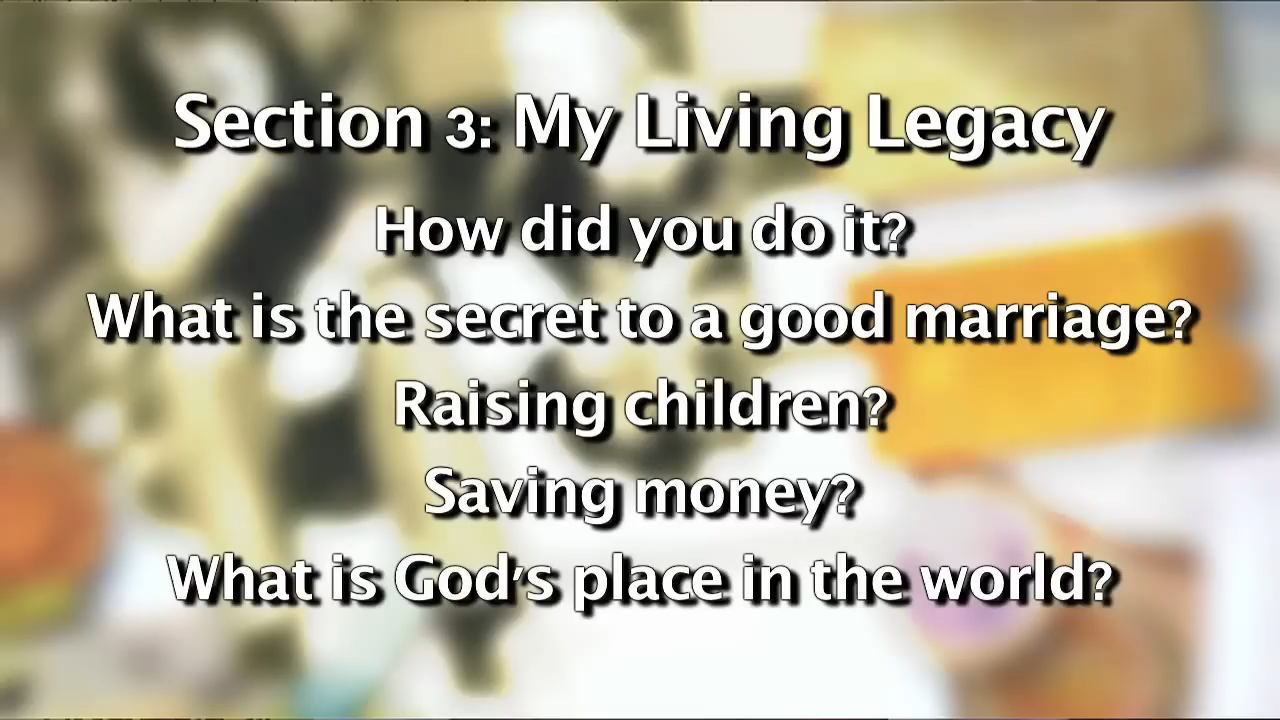 Section 3: My Living Legacy
How did you do it?
What is the secret to a good marriage?
Raising children?
Saving money?
What is God's place in the world?